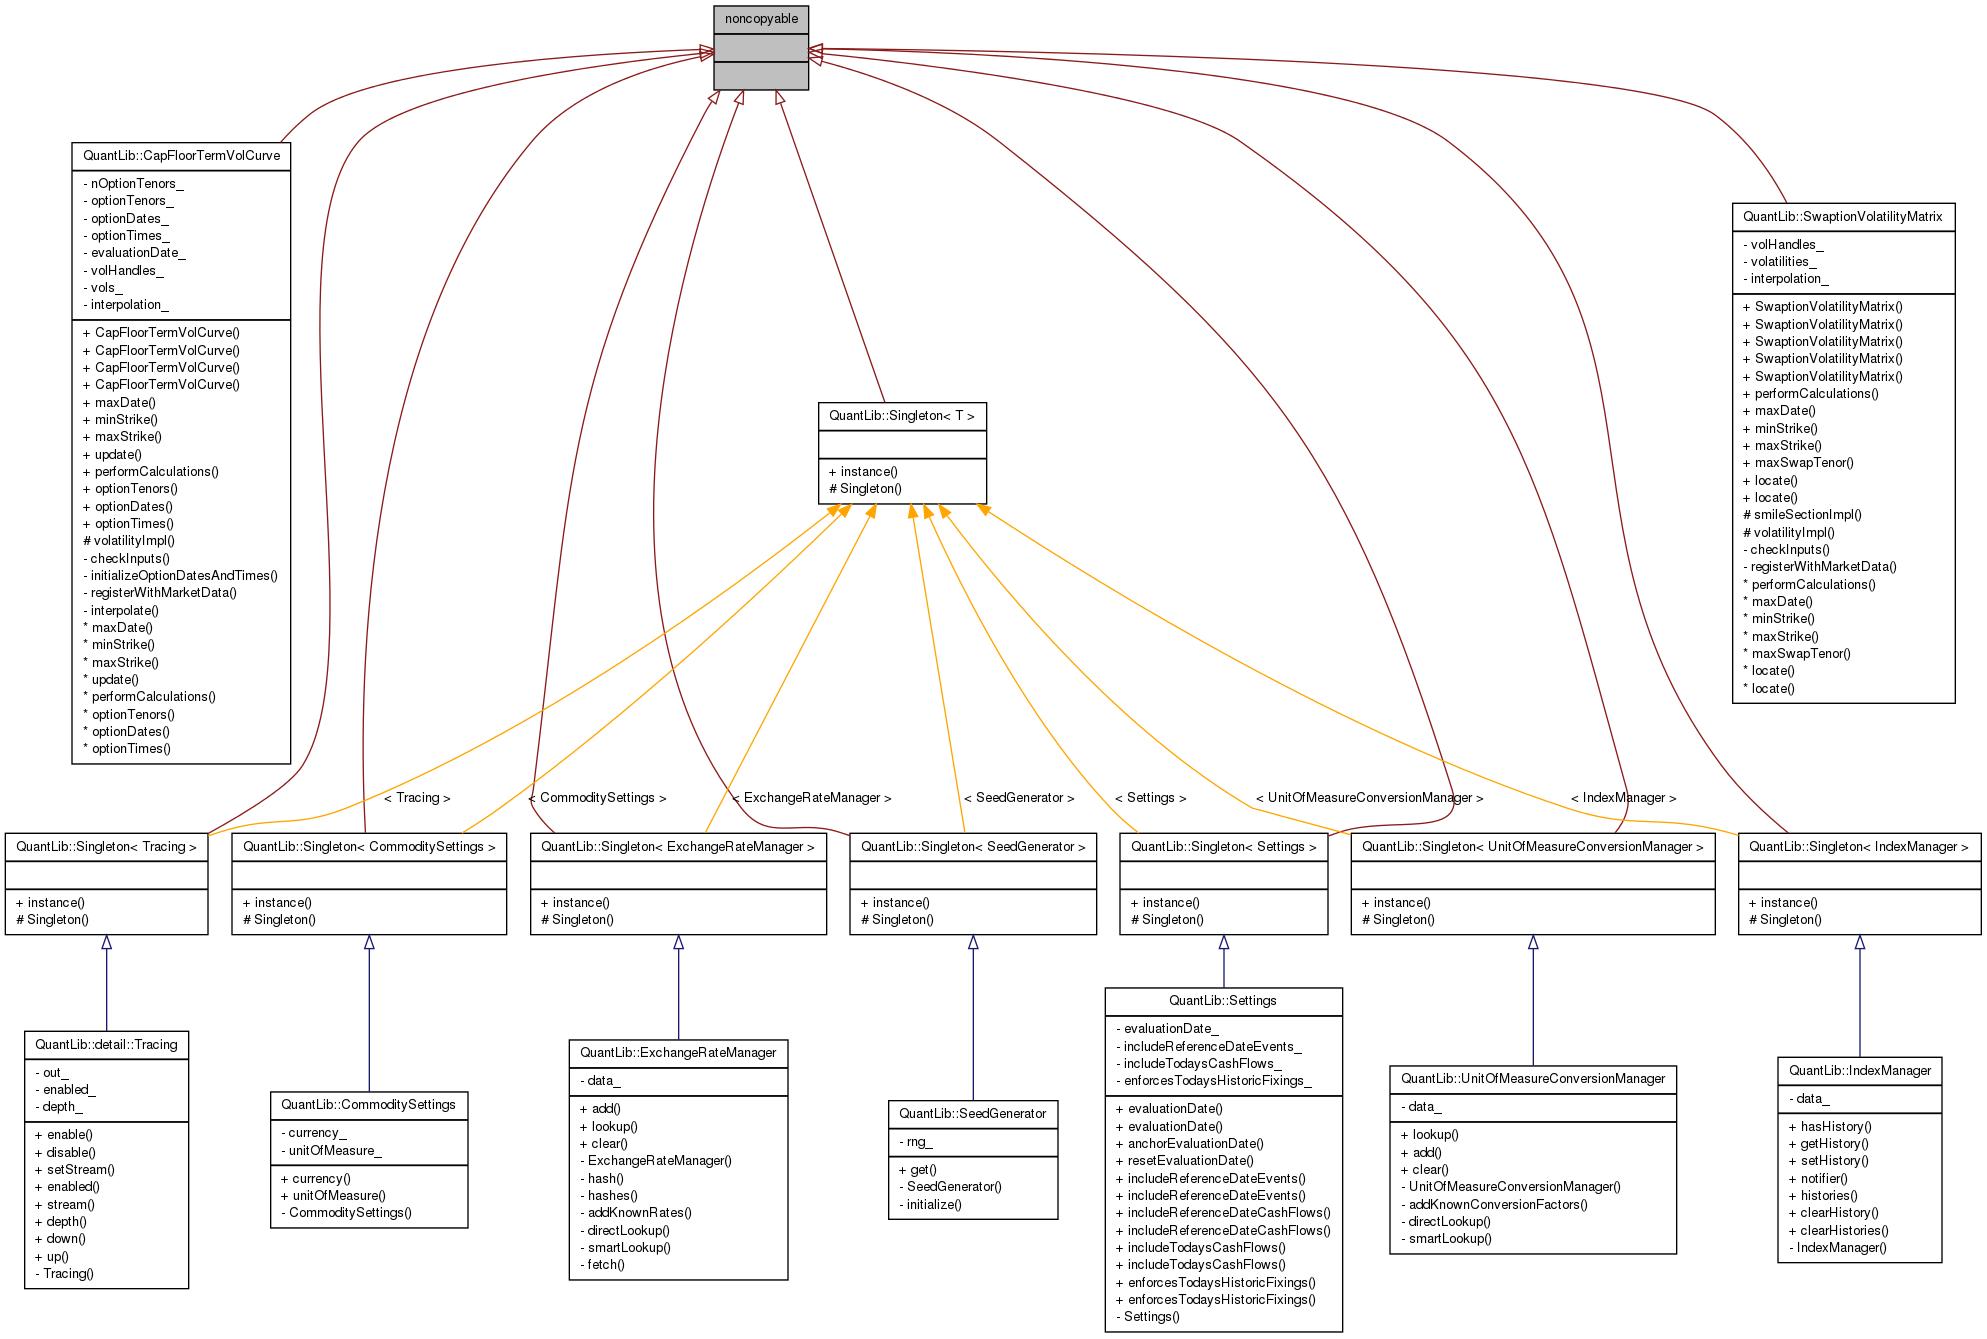 noncopyable
QuantLib::CapFloorTermVolCurve
- nOptionTenors_
- optionTenors_
- optionDates_
- optionTimes_
- evaluationDate_
- volHandles_
- vols_
- interpolation_
+ CapFloorTermVolCurve()
+ CapFloorTermVolCurve()
+ CapFloorTermVolCurve()
+ CapFloorTermVolCurve()
+ maxDate()
+ minStrike()
+ maxStrike()
+ update()
+ performCalculations()
+ optionTenors()
+ optionDates()
+ optionTimes()
# volatilityImpl()
- checkInputs()
- initializeOptionDatesAndTimes()
- registerWithMarketData()
- interpolate()
* maxDate()
* minStrike()
* maxStrike()
* update()
* performCalculations()
* optionTenors()
* optionDates()
* optionTimes()
QuantLib::SwaptionVolatilityMatrix
- volHandles_
- volatilities_
- interpolation_
+ SwaptionVolatilityMatrix()
+ SwaptionVolatilityMatrix()
+ SwaptionVolatilityMatrix()
+ SwaptionVolatilityMatrix()
+ SwaptionVolatilityMatrix()
+ performCalculations()
+ maxDate()
+ minStrike()
+ maxStrike()
+ maxSwapTenor()
+ locate()
+ locate()
# smileSectionImpl()
# volatilityImpl()
- checkInputs()
- registerWithMarketData()
* performCalculations()
* maxDate()
* minStrike()
* maxStrike()
* maxSwapTenor()
* locate()
* locate()
QuantLib::Singleton< T >
+ instance()
# Singleton()
< Tracing >
< CommoditySettings >
< ExchangeRateManager >
< SeedGenerator >
< Settings >
< UnitOfMeasureConversionManager >
< IndexManager >
QuantLib::Singleton< Tracing >
+ instance()
# Singleton()
QuantLib::Singleton< CommoditySettings >
+ instance()
# Singleton()
QuantLib::Singleton< ExchangeRateManager >
+ instance()
# Singleton()
QuantLib::Singleton< SeedGenerator >
+ instance()
# Singleton()
QuantLib::Singleton< Settings >
+ instance()
# Singleton()
QuantLib::Singleton< UnitOfMeasureConversionManager >
+ instance()
# Singleton()
QuantLib::Singleton< IndexManager >
+ instance()
# Singleton()
QuantLib::detail::Tracing
- out_
- enabled_
- depth_
+ enable()
+ disable()
+ setStream()
+ enabled()
+ stream()
+ depth()
+ down()
+ up()
- Tracing()
QuantLib::CommoditySettings
- currency_
- unitOfMeasure_
+ currency()
+ unitOfMeasure()
- CommoditySettings()
QuantLib::ExchangeRateManager
- data_
+ add()
+ lookup()
+ clear()
- ExchangeRateManager()
- hash()
- hashes()
- addKnownRates()
- directLookup()
- smartLookup()
- fetch()
QuantLib::SeedGenerator
- rng_
+ get()
- SeedGenerator()
- initialize()
QuantLib::Settings
- evaluationDate_
- includeReferenceDateEvents_
- includeTodaysCashFlows_
- enforcesTodaysHistoricFixings_
+ evaluationDate()
+ evaluationDate()
+ anchorEvaluationDate()
+ resetEvaluationDate()
+ includeReferenceDateEvents()
+ includeReferenceDateEvents()
+ includeReferenceDateCashFlows()
+ includeReferenceDateCashFlows()
+ includeTodaysCashFlows()
+ includeTodaysCashFlows()
+ enforcesTodaysHistoricFixings()
+ enforcesTodaysHistoricFixings()
- Settings()
QuantLib::UnitOfMeasureConversionManager
- data_
+ lookup()
+ add()
+ clear()
- UnitOfMeasureConversionManager()
- addKnownConversionFactors()
- directLookup()
- smartLookup()
QuantLib::IndexManager
- data_
+ hasHistory()
+ getHistory()
+ setHistory()
+ notifier()
+ histories()
+ clearHistory()
+ clearHistories()
- IndexManager()